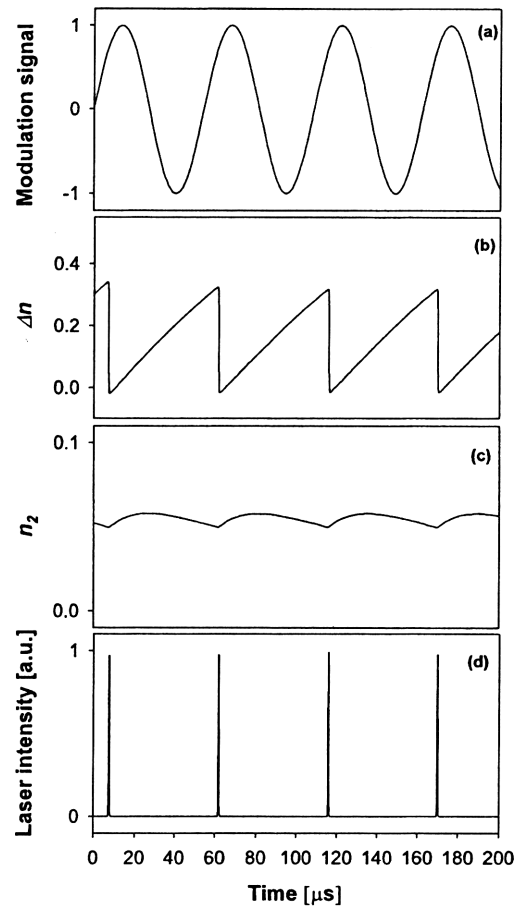 Modulation signal
1
0
-1
(a)
Δn
0.4
0.2
0.0
(b)
n2
0.1
0.0
(c)
Laser intensity [a.u.]
1
0
(d)
0 20 40 60 80 100 120 140 160 180 200
Time [μs]